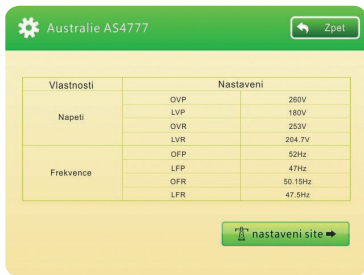 Australie AS4777
Zpet
Vlastnosti Nastaveni
Napeti
OVP 260V
LVP 180V
OVR 253V
LVR 204.7V
Frekvence
OFP 52Hz
LFP 47Hz
OFR 50.15Hz
LFR 47.5Hz
nastaveni site